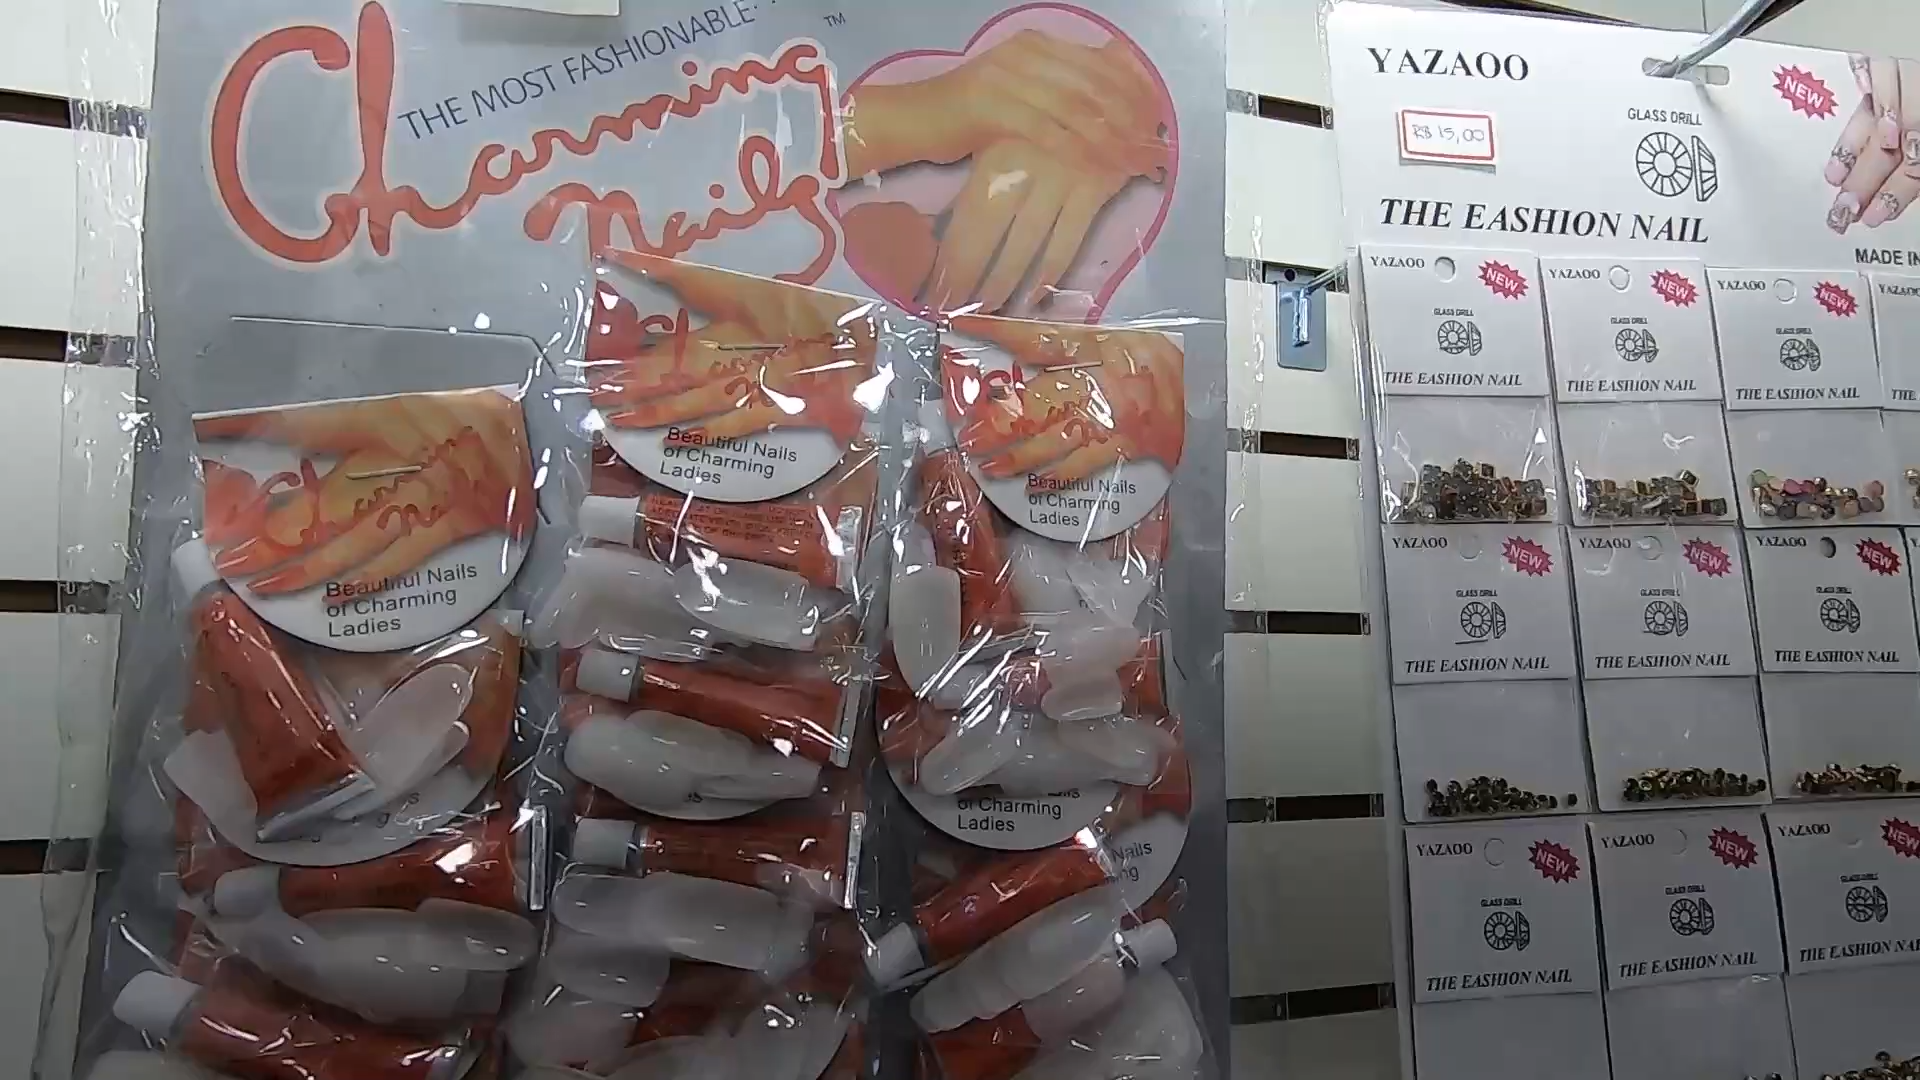 THE MOST FASHIONABLE
TM
Charming
Nails
Beautiful Nails
of Charming
Ladies
Beautiful Nails
of Charming
Ladies
Beautiful Nails
of Charming
Ladies
of Charming
Ladies
Nails
YAZAOO
NEW
R$ 15,00
GLASS DRILL
THE EASHION NAIL
MADE IN
YAZAOO
NEW
GLASS DRILL
THE EASHION NAIL
YAZAOO
NEW
GLASS DRILL
THE EASHION NAIL
YAZAOO
NEW
GLASS DRILL
THE EASHION NAIL
THE
YAZAOO
NEW
GLASS DRILL
THE EASHION NAIL
YAZAOO
NEW
GLASS DRILL
THE EASHION NAIL
YAZAOO
NEW
GLASS DRILL
THE EASHION NAIL
YAZAOO
NEW
GLASS DRILL
THE EASHION NAIL
YAZAOO
NEW
GLASS DRILL
THE EASHION NAIL
YAZAOO
NEW
GLASS DRILL
THE EASHION NAI